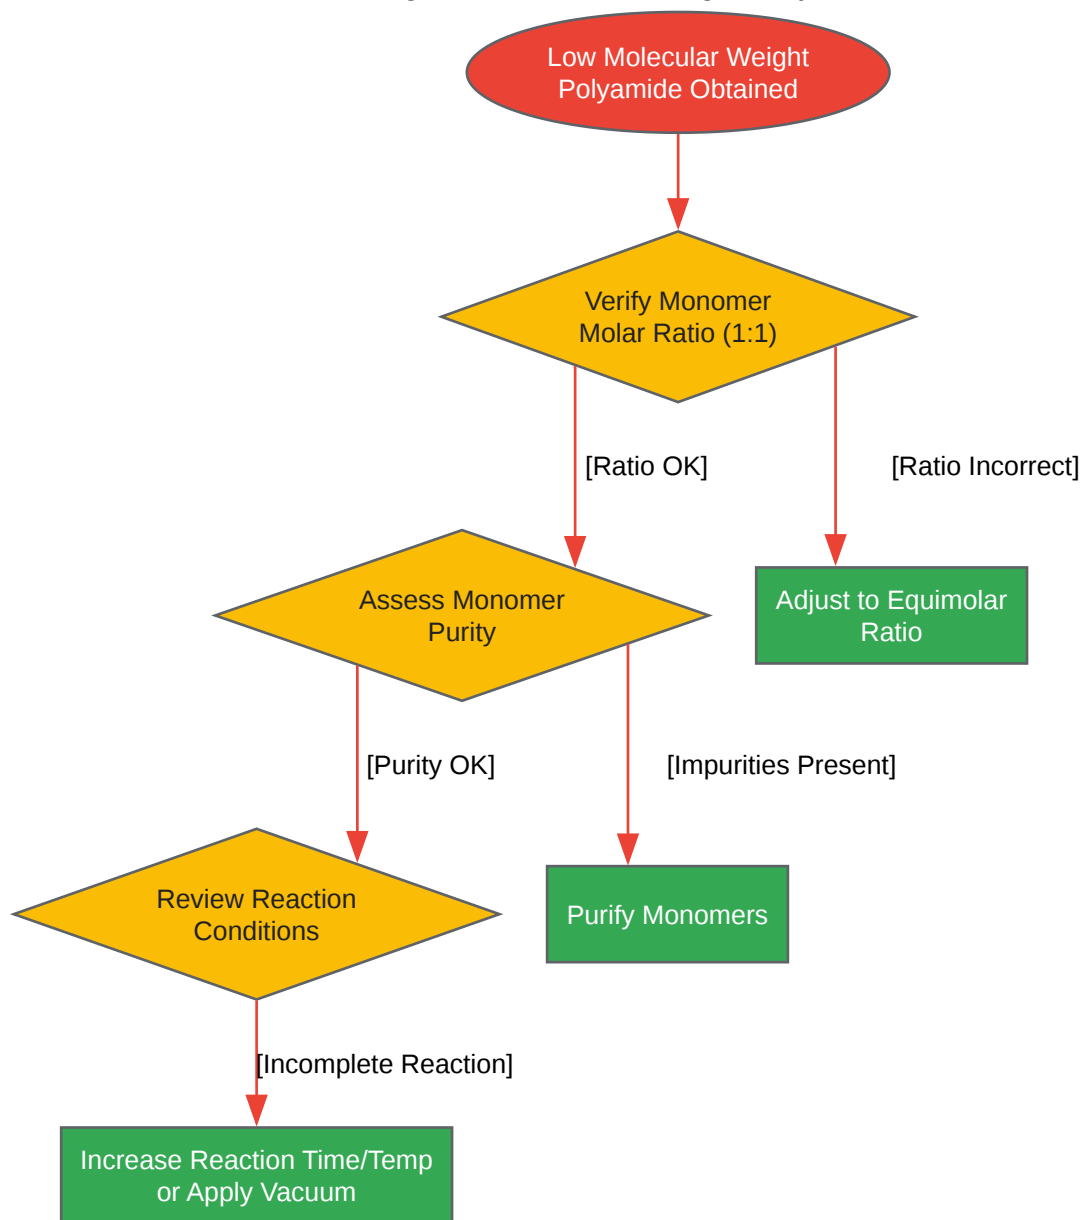 Low Molecular Weight
Polyamide Obtained
Verify Monomer
Molar Ratio (1:1)
[Ratio OK]
[Ratio Incorrect]
Assess Monomer
Purity
Adjust to Equimolar
Ratio
[Purity OK]
[Impurities Present]
Review Reaction
Conditions
Purify Monomers
[Incomplete Reaction]
Increase Reaction Time/Temp
or Apply Vacuum